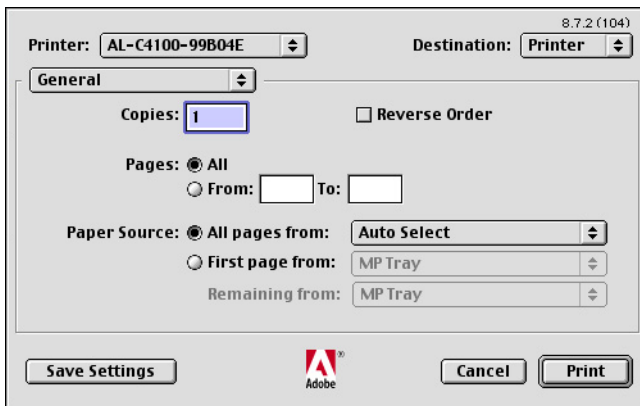 8.7.2 (104)
Printer: AL-C4100-99B04E Destination: Printer
General
Copies: 1 Reverse Order
Pages: All
From: To:
Paper Source: All pages from: Auto Select
First page from: MP Tray
Remaining from: MP Tray
Save Settings Adobe® Cancel Print